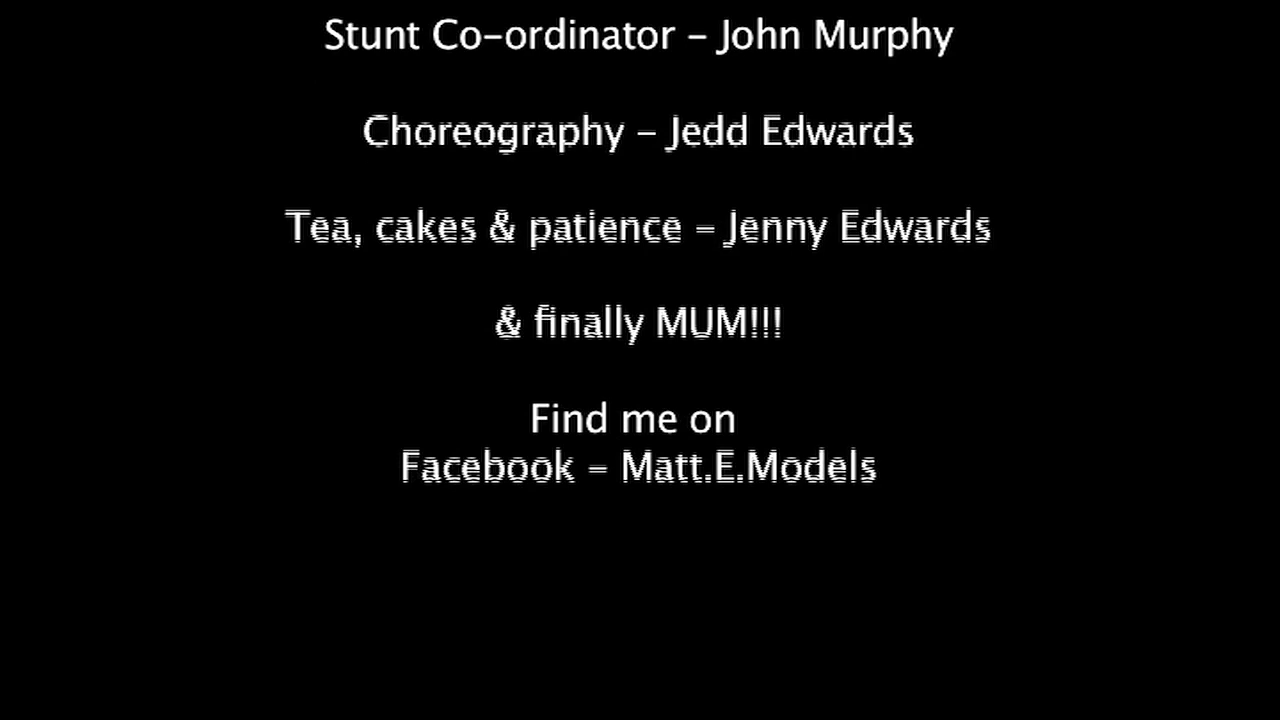 Stunt Co-ordinator - John Murphy
Choreography - Jedd Edwards
Tea, cakes & patience - Jenny Edwards
& finally MUM!!!
Find me on
Facebook - Matt.E.Models